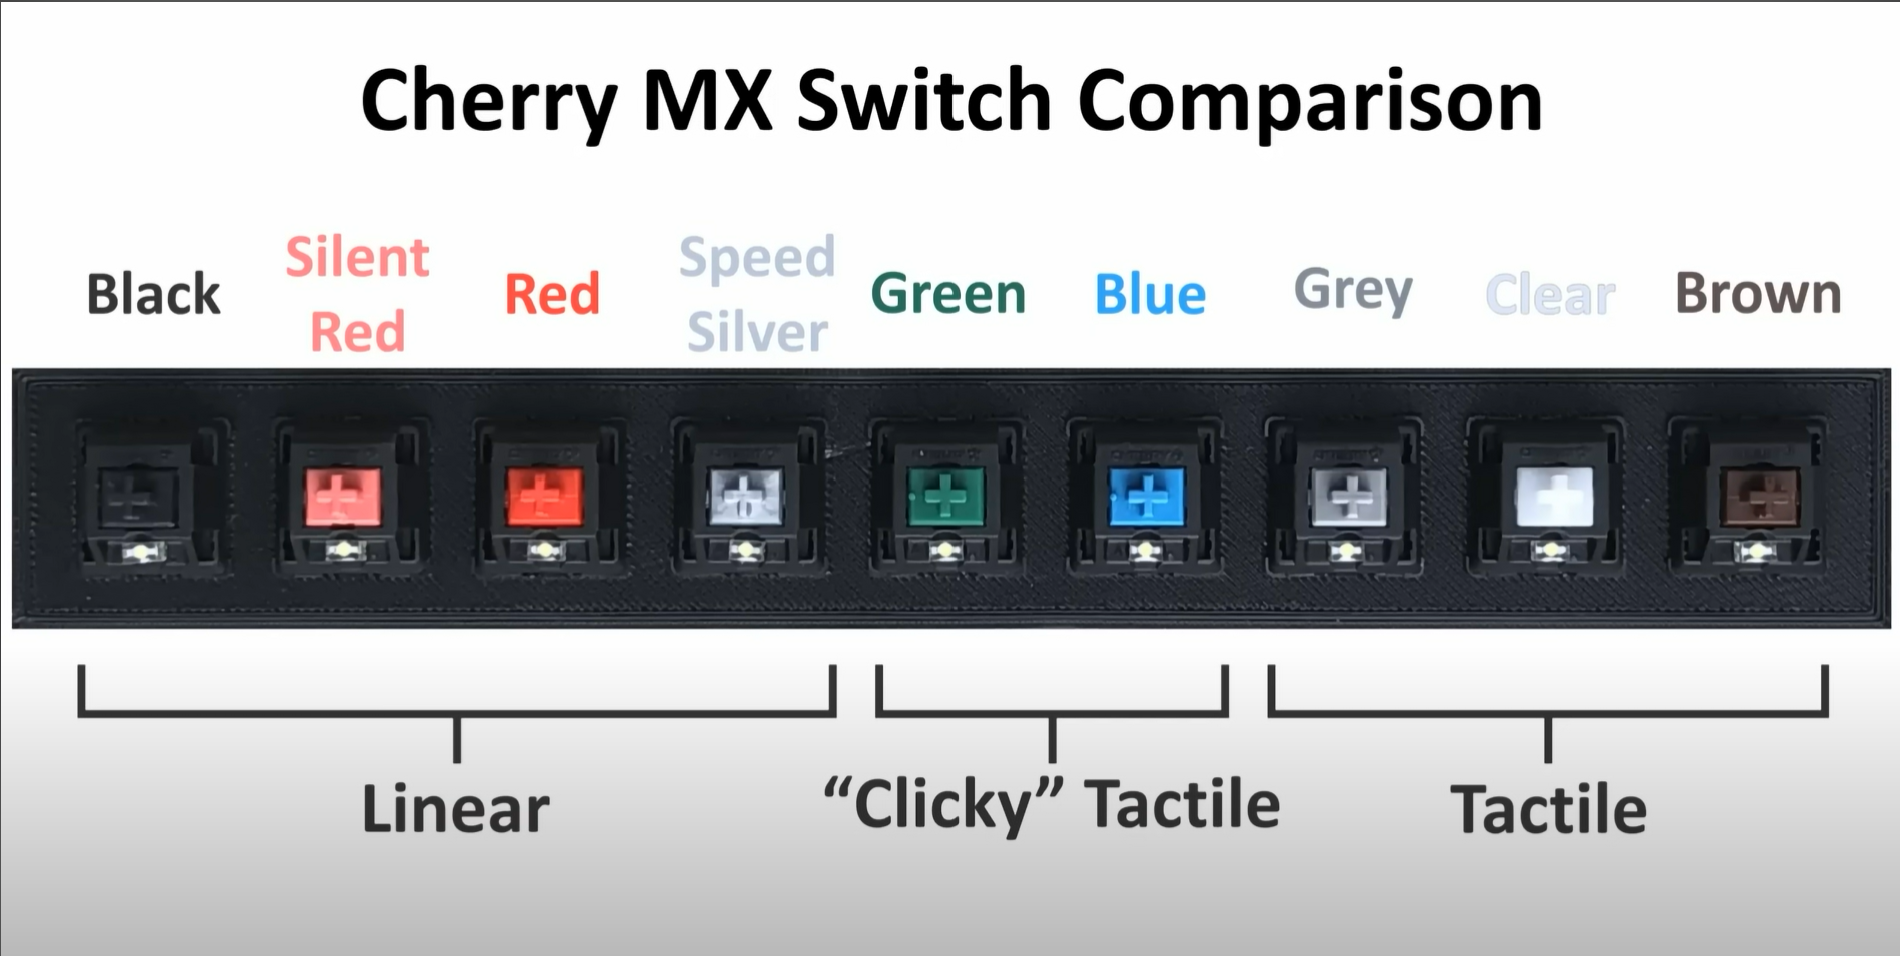 Cherry MX Switch Comparison
Black
Silent
Red
Red
Speed
Silver
Green
Blue
Grey
Clear
Brown
Linear
“Clicky” Tactile
Tactile